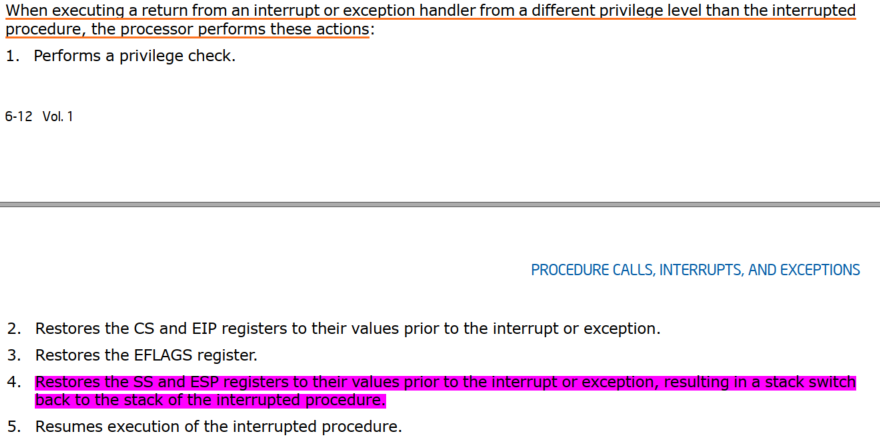 When executing a return from an interrupt or exception handler from a different privilege level than the interrupted
procedure, the processor performs these actions:
1. Performs a privilege check.
6-12 Vol. 1
PROCEDURE CALLS, INTERRUPTS, AND EXCEPTIONS
2. Restores the CS and EIP registers to their values prior to the interrupt or exception.
3. Restores the EFLAGS register.
4. Restores the SS and ESP registers to their values prior to the interrupt or exception, resulting in a stack switch
back to the stack of the interrupted procedure.
5. Resumes execution of the interrupted procedure.